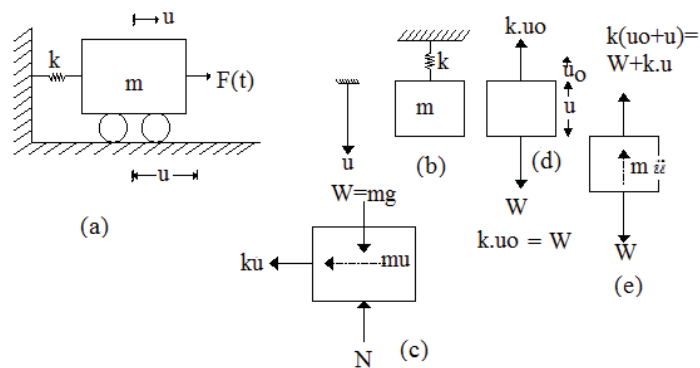 u
k
m
F(t)
u
(a)
k
m
(b)
u
k.uo
uo
u
(d)
W
k.uo = W
k(uo+u)=
W+k.u
m ü
W
(e)
W=mg
ku
mu
N
(c)